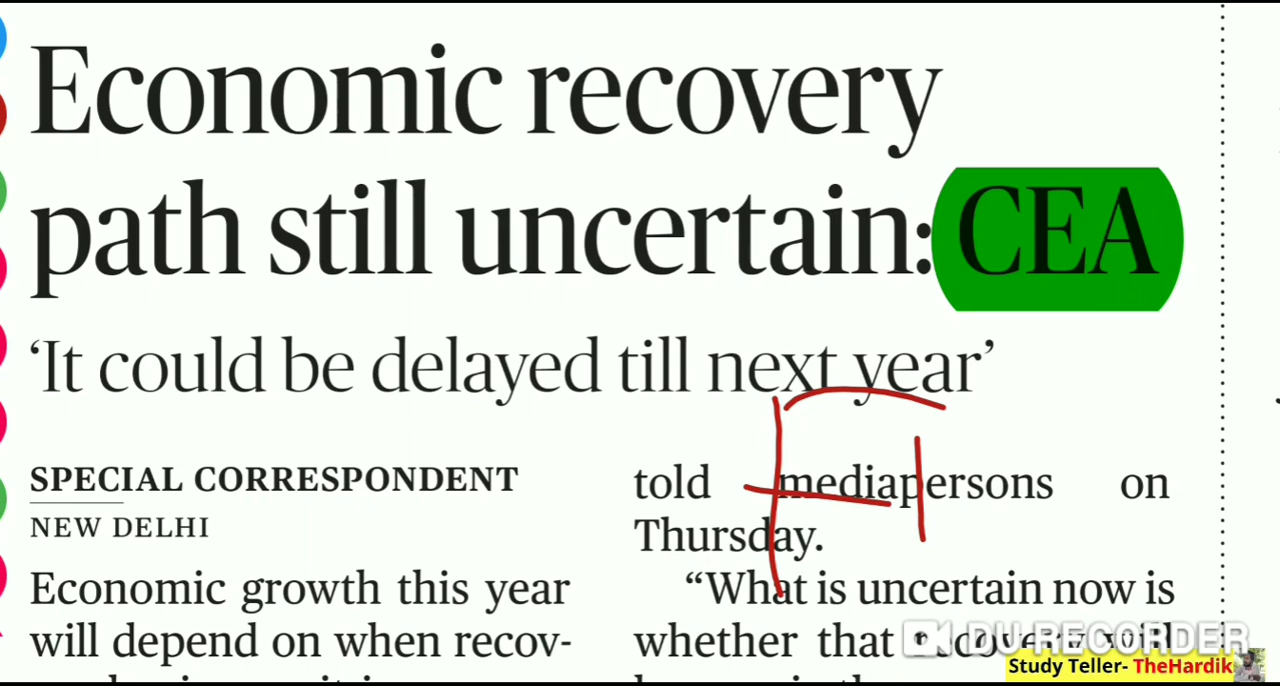 Economic recovery
path still uncertain: CEA
‘It could be delayed till next year’
SPECIAL CORRESPONDENT
NEW DELHI
Economic growth this year
will depend on when recov-
told mediapersons on
Thursday.
“What is uncertain now is
whether that recovery will
DU RECORDER
Study Teller- TheHardik